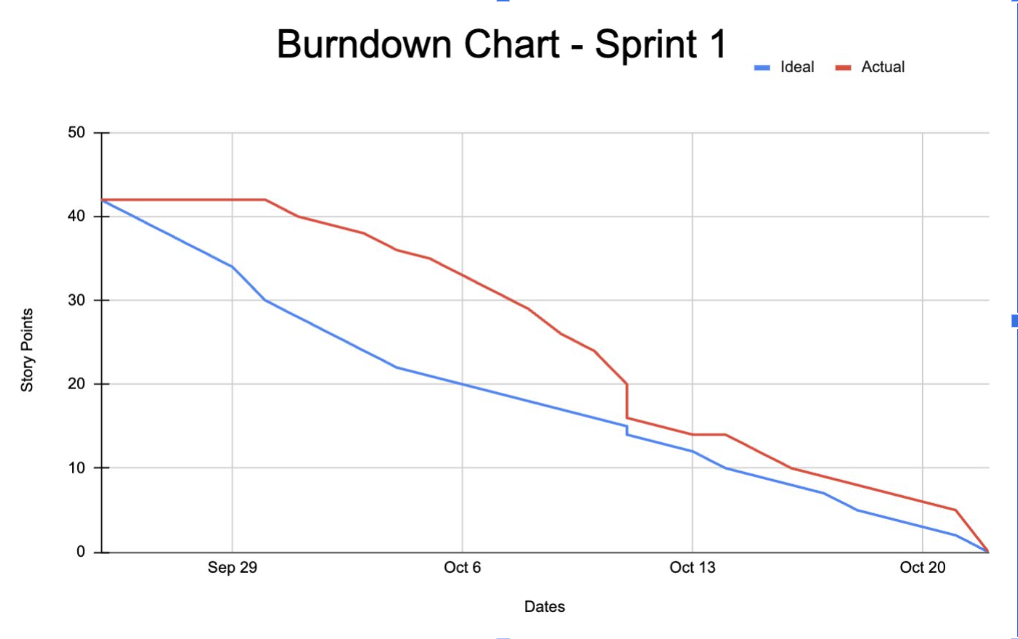 Burndown Chart - Sprint 1
Ideal Actual
50
40
30
20
10
0
Story Points
Sep 29 Oct 6 Oct 13 Oct 20
Dates